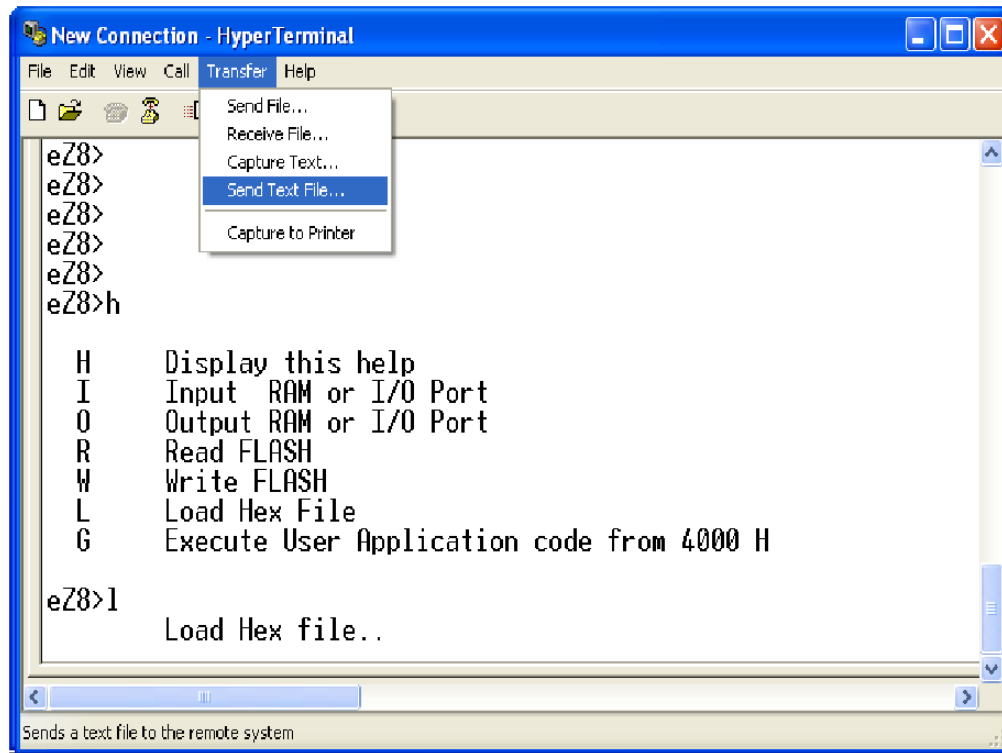 New Connection - HyperTerminal
File Edit View Call Transfer Help
Send File...
Receive File...
Capture Text...
Send Text File...
Capture to Printer
eZ8>
eZ8>
eZ8>
eZ8>
eZ8>
eZ8>h
H Display this help
I Input RAM or I/O Port
O Output RAM or I/O Port
R Read FLASH
W Write FLASH
L Load Hex File
G Execute User Application code from 4000 H
eZ8>l
Load Hex file..
Sends a text file to the remote system